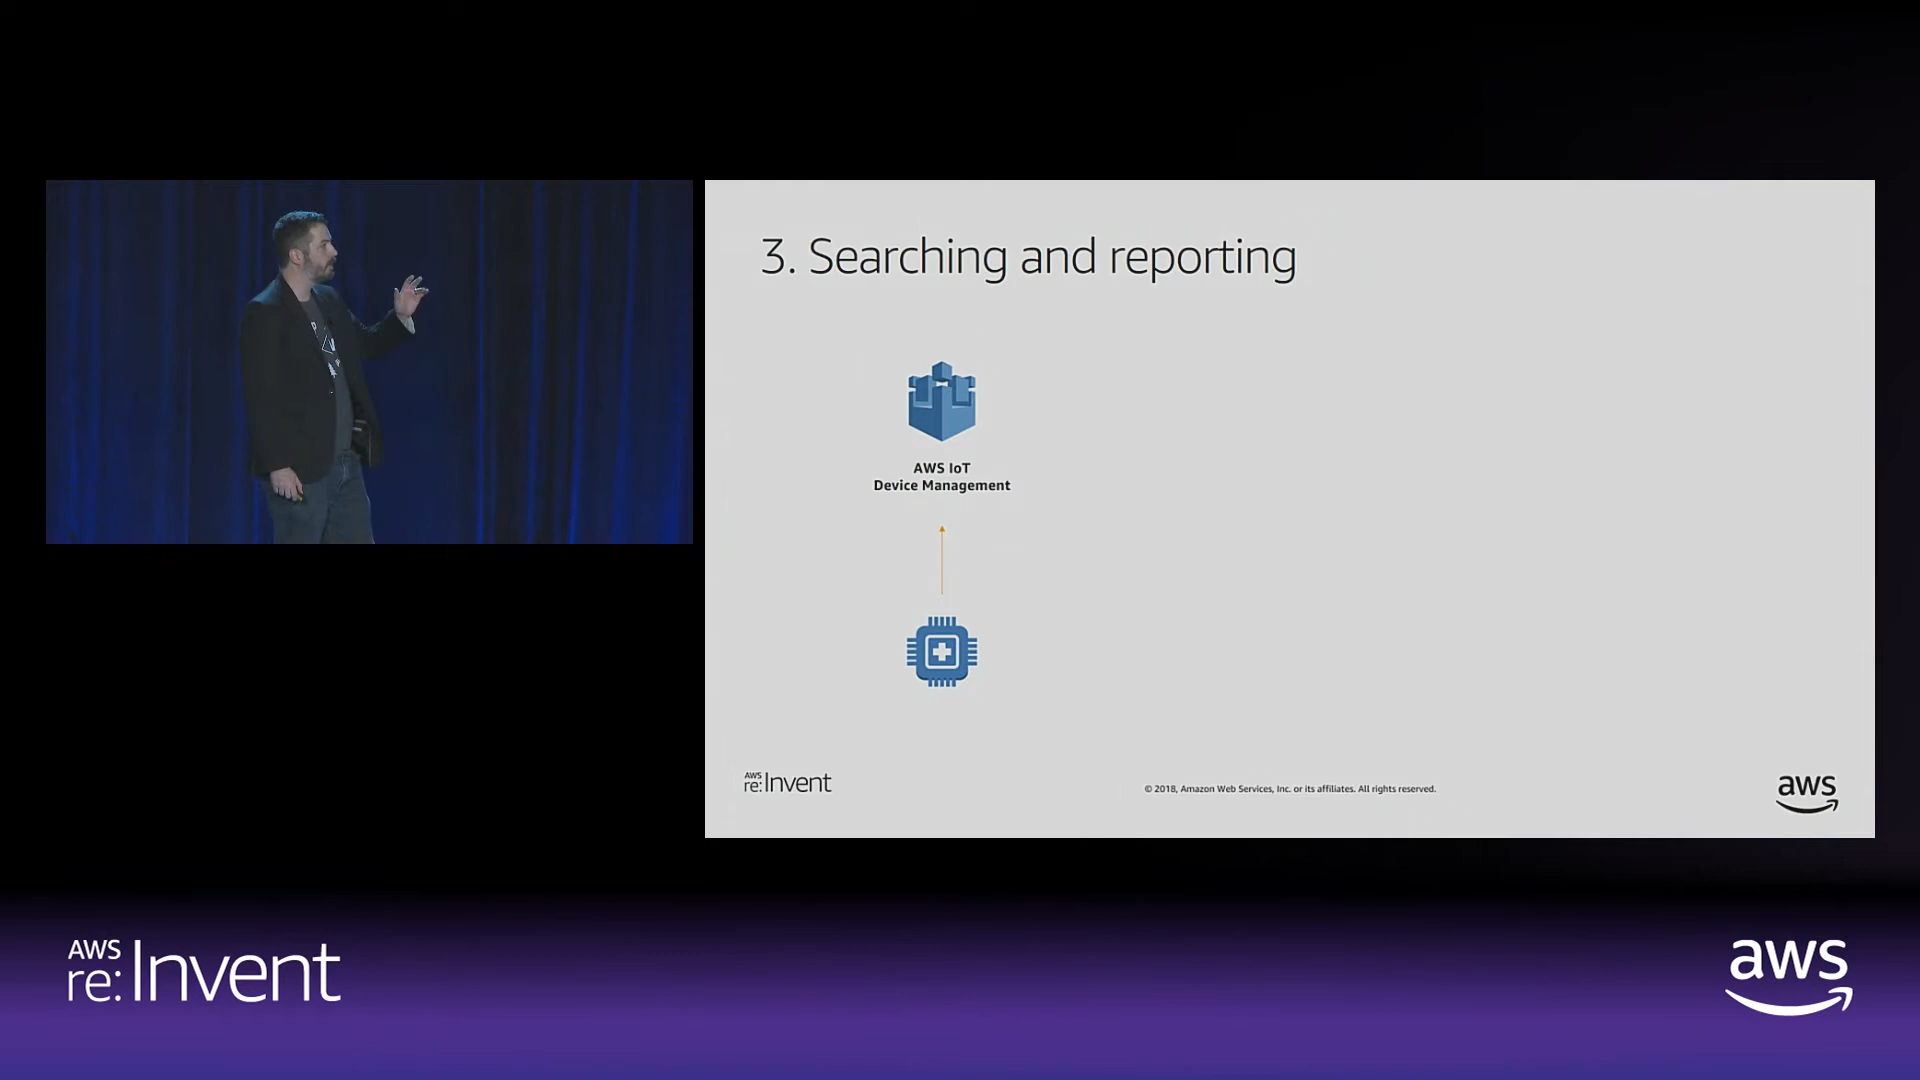 3. Searching and reporting
AWS IoT
Device Management
AWS
re:Invent
© 2018, Amazon Web Services, Inc. or its affiliates. All rights reserved.
aws
AWS
re:Invent
aws